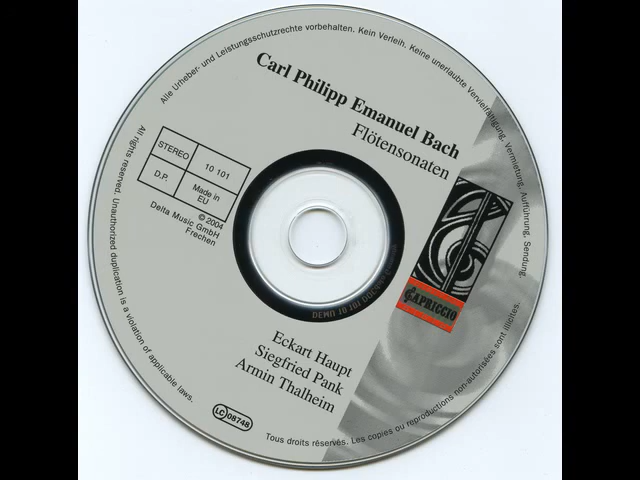 Alle Urheber- und Leistungsschutzrechte vorbehalten. Kein Verleih. Keine unerlaubte Vervielfältigung, Vermietung, Aufführung, Sendung.
Carl Philipp Emanuel Bach
Flötensonaten
STEREO
10 101
D.P.
Made in
EU
© 2004
Delta Music GmbH
Frechen
All rights reserved. Unauthorized duplication is a violation of applicable laws.
CAPRICCIO
Eckart Haupt
Siegfried Pank
Armin Thalheim
LC 08748
Tous droits réservés. Les copies ou reproductions non-autorisées sont illicites.